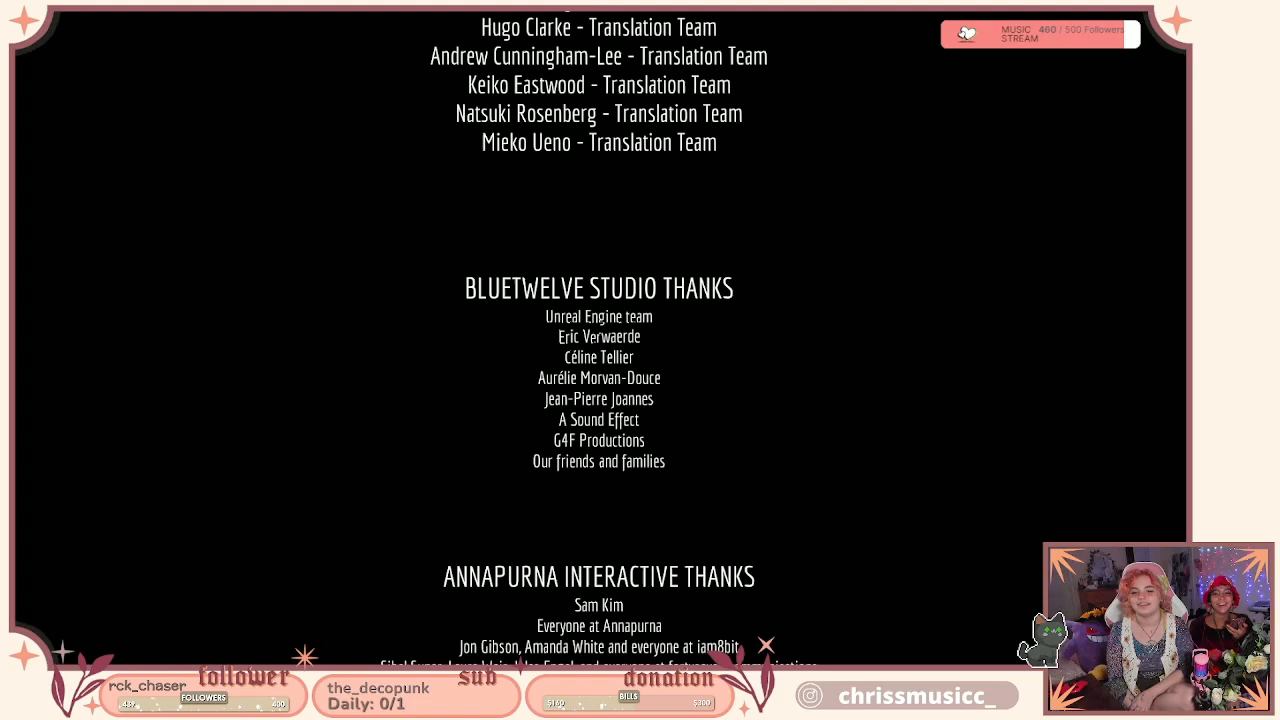 Hugo Clarke - Translation Team
Andrew Cunningham-Lee - Translation Team
Keiko Eastwood - Translation Team
Natsuki Rosenberg - Translation Team
Mieko Ueno - Translation Team
MUSIC STREAM
460 / 500 Followers
BLUETWELVE STUDIO THANKS
Unreal Engine team
Eric Verwaerde
Céline Tellier
Aurélie Morvan-Douce
Jean-Pierre Joannes
A Sound Effect
G4F Productions
Our friends and families
ANNAPURNA INTERACTIVE THANKS
Sam Kim
Everyone at Annapurna
Jon Gibson, Amanda White and everyone at iam8bit
follower
rck_chaser
FOLLOWERS
400
sub
the_decopunk
Daily: 0/1
donation
BILLS
$160
$300
chrissmusicc_